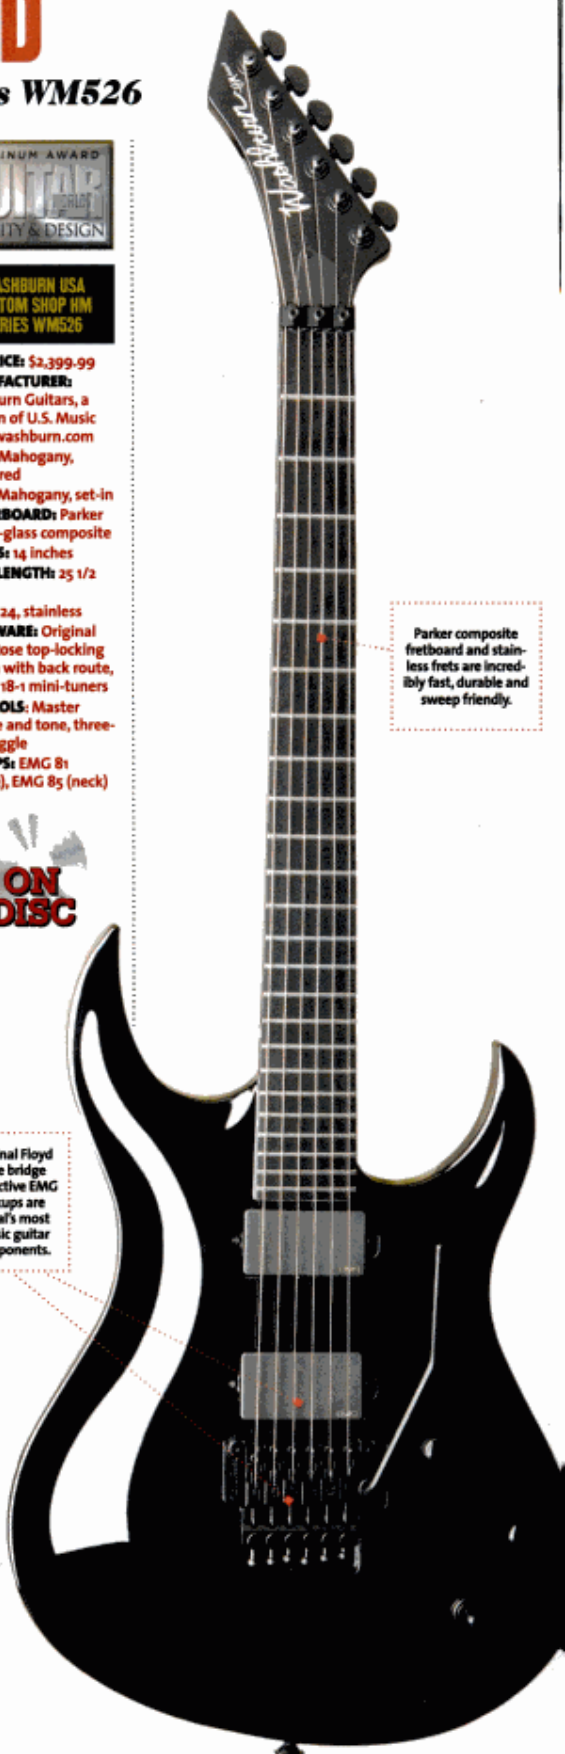 D
s WM526
INUM AWARD
UITAR
WORLD
ITY & DESIGN
ASHBURN USA
TOM SHOP HM
RIES WM526
ICE: $2,399.99
FACTURER:
urn Guitars, a
n of U.S. Music
washburn.com
Mahogany,
red
Mahogany, set-in
RBOARD: Parker
-glass composite
S: 14 inches
LENGTH: 25 1/2
24, stainless
WARE: Original
ose top-locking
with back route,
18-1 mini-tuners
OLS: Master
e and tone, three-
ggle
PS: EMG 81
), EMG 85 (neck)
ON
DISC
Washburn
Parker composite
fretboard and stain-
less frets are incred-
ibly fast, durable and
sweep friendly.
nal Floyd
e bridge
ctive EMG
kups are
al's most
sic guitar
ponents.